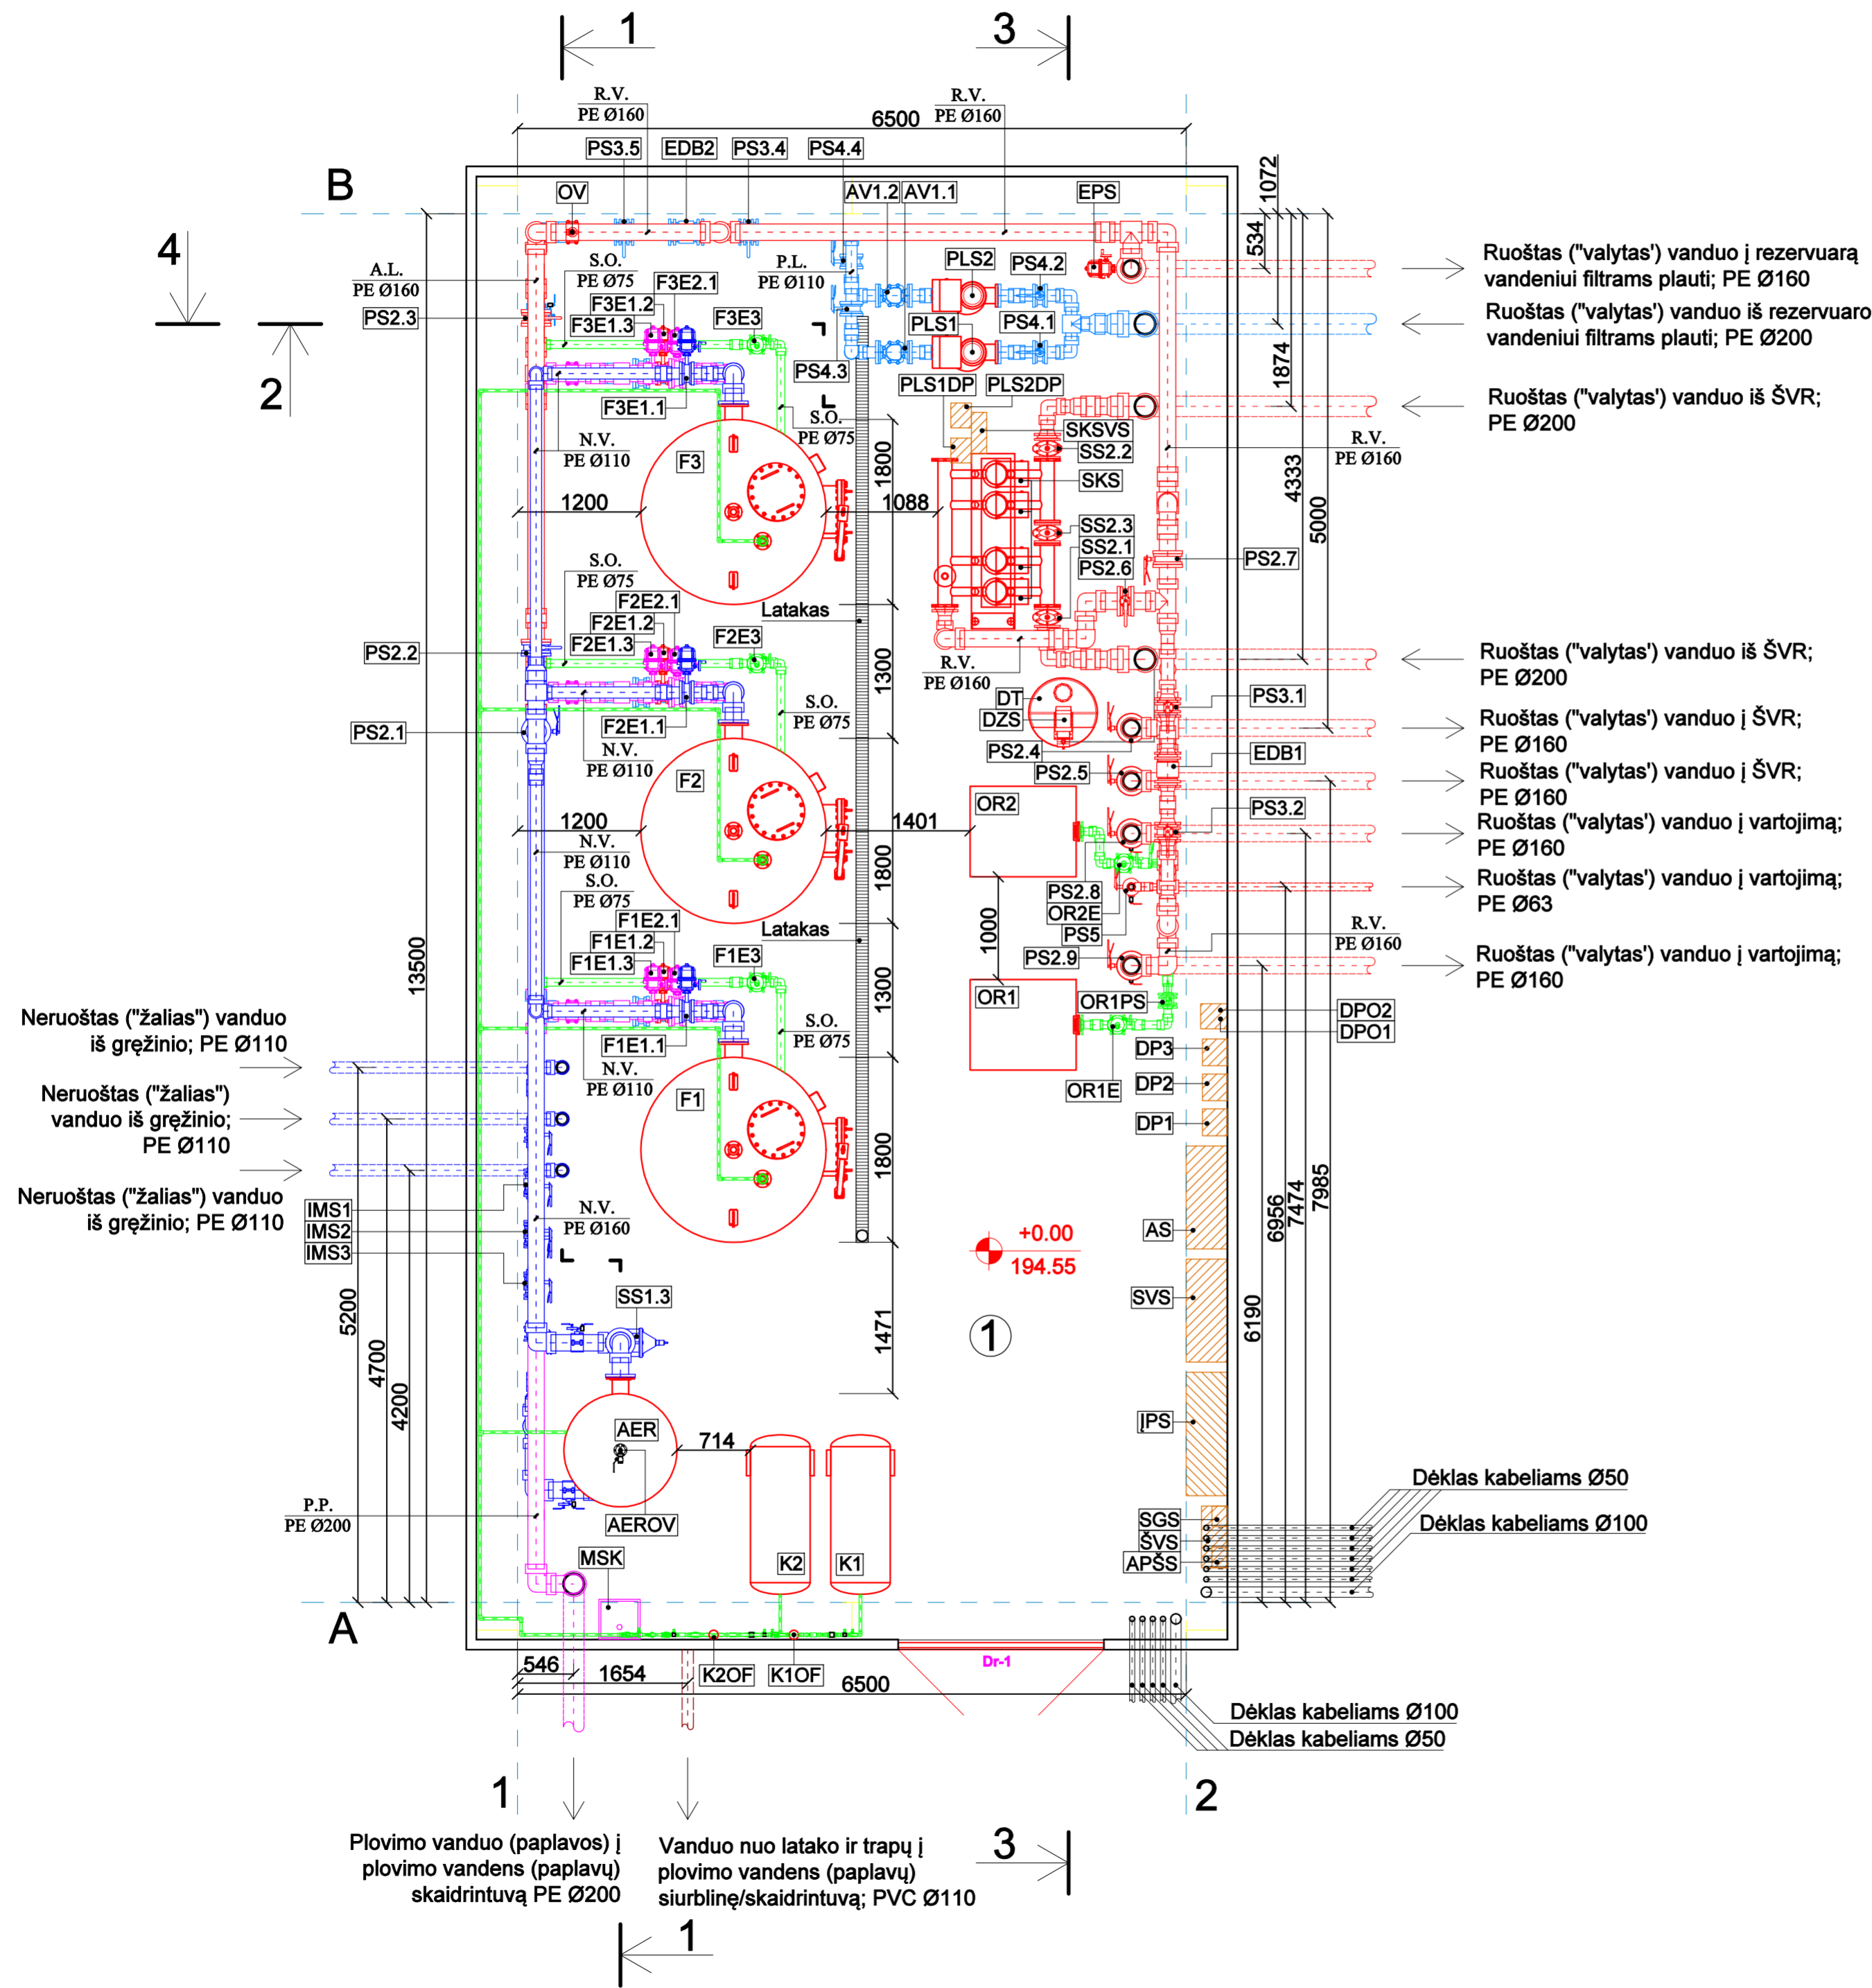 1
3
R.V.
PE Ø160
R.V.
PE Ø160
6500
PS3.5
EDB2
PS3.4
PS4.4
B
OV
AV1.2
AV1.1
EPS
1072
534
4
A.L.
PE Ø160
S.O.
PE Ø75
P.L.
PE Ø110
PLS2
PS4.2
Ruoštas ("valytas') vanduo į rezervuarą
vandeniui filtrams plauti; PE Ø160
F3E2.1
F3E1.2
F3E1.3
F3E3
PS2.3
PLS1
PS4.1
Ruoštas ("valytas') vanduo iš rezervuaro
vandeniui filtrams plauti; PE Ø200
1874
2
PS4.3
PLS1DP
PLS2DP
F3E1.1
Ruoštas ("valytas') vanduo iš ŠVR;
PE Ø200
S.O.
PE Ø75
SKSVS
SS2.2
R.V.
PE Ø160
N.V.
PE Ø110
F3
1800
SKS
4333
1200
1088
5000
SS2.3
SS2.1
PS2.6
PS2.7
S.O.
PE Ø75
F2E2.1
F2E1.2
F2E1.3
F2E3
Latakas
PS2.2
1300
R.V.
PE Ø160
Ruoštas ("valytas') vanduo iš ŠVR;
PE Ø200
DT
DZS
PS3.1
S.O.
PE Ø75
PS2.1
F2E1.1
N.V.
PE Ø110
PS2.4
Ruoštas ("valytas') vanduo į ŠVR;
PE Ø160
EDB1
F2
PS2.5
Ruoštas ("valytas') vanduo į ŠVR;
PE Ø160
OR2
PS3.2
1200
1401
Ruoštas ("valytas') vanduo į vartojimą;
PE Ø160
N.V.
PE Ø110
1800
S.O.
PE Ø75
PS2.8
OR2E
PS5
Ruoštas ("valytas') vanduo į vartojimą;
PE Ø63
F1E2.1
F1E1.2
F1E1.3
F1E3
Latakas
1000
R.V.
PE Ø160
PS2.9
Ruoštas ("valytas') vanduo į vartojimą;
PE Ø160
13500
1300
OR1
OR1PS
Neruoštas ("žalias") vanduo
iš gręžinio; PE Ø110
S.O.
PE Ø75
F1E1.1
N.V.
PE Ø110
DPO2
DPO1
DP3
DP2
DP1
OR1E
Neruoštas ("žalias")
vanduo iš gręžinio;
PE Ø110
F1
1800
Neruoštas ("žalias") vanduo
iš gręžinio; PE Ø110
IMS1
IMS2
IMS3
N.V.
PE Ø160
+0.00
194.55
AS
6956
7474
7985
SVS
SS1.3
5200
4700
4200
1471
1
6190
ĮPS
AER
714
Dėklas kabeliams Ø50
P.P.
PE Ø200
AEROV
SGS
ŠVS
APŠS
Dėklas kabeliams Ø100
MSK
K2
K1
A
Dr-1
546
1654
K2OF
K1OF
6500
Dėklas kabeliams Ø100
Dėklas kabeliams Ø50
1
2
Plovimo vanduo (paplavos) į
plovimo vandens (paplavų)
skaidrintuvą PE Ø200
Vanduo nuo latako ir trapų į
plovimo vandens (paplavų)
siurblinę/skaidrintuvą; PVC Ø110
3
1